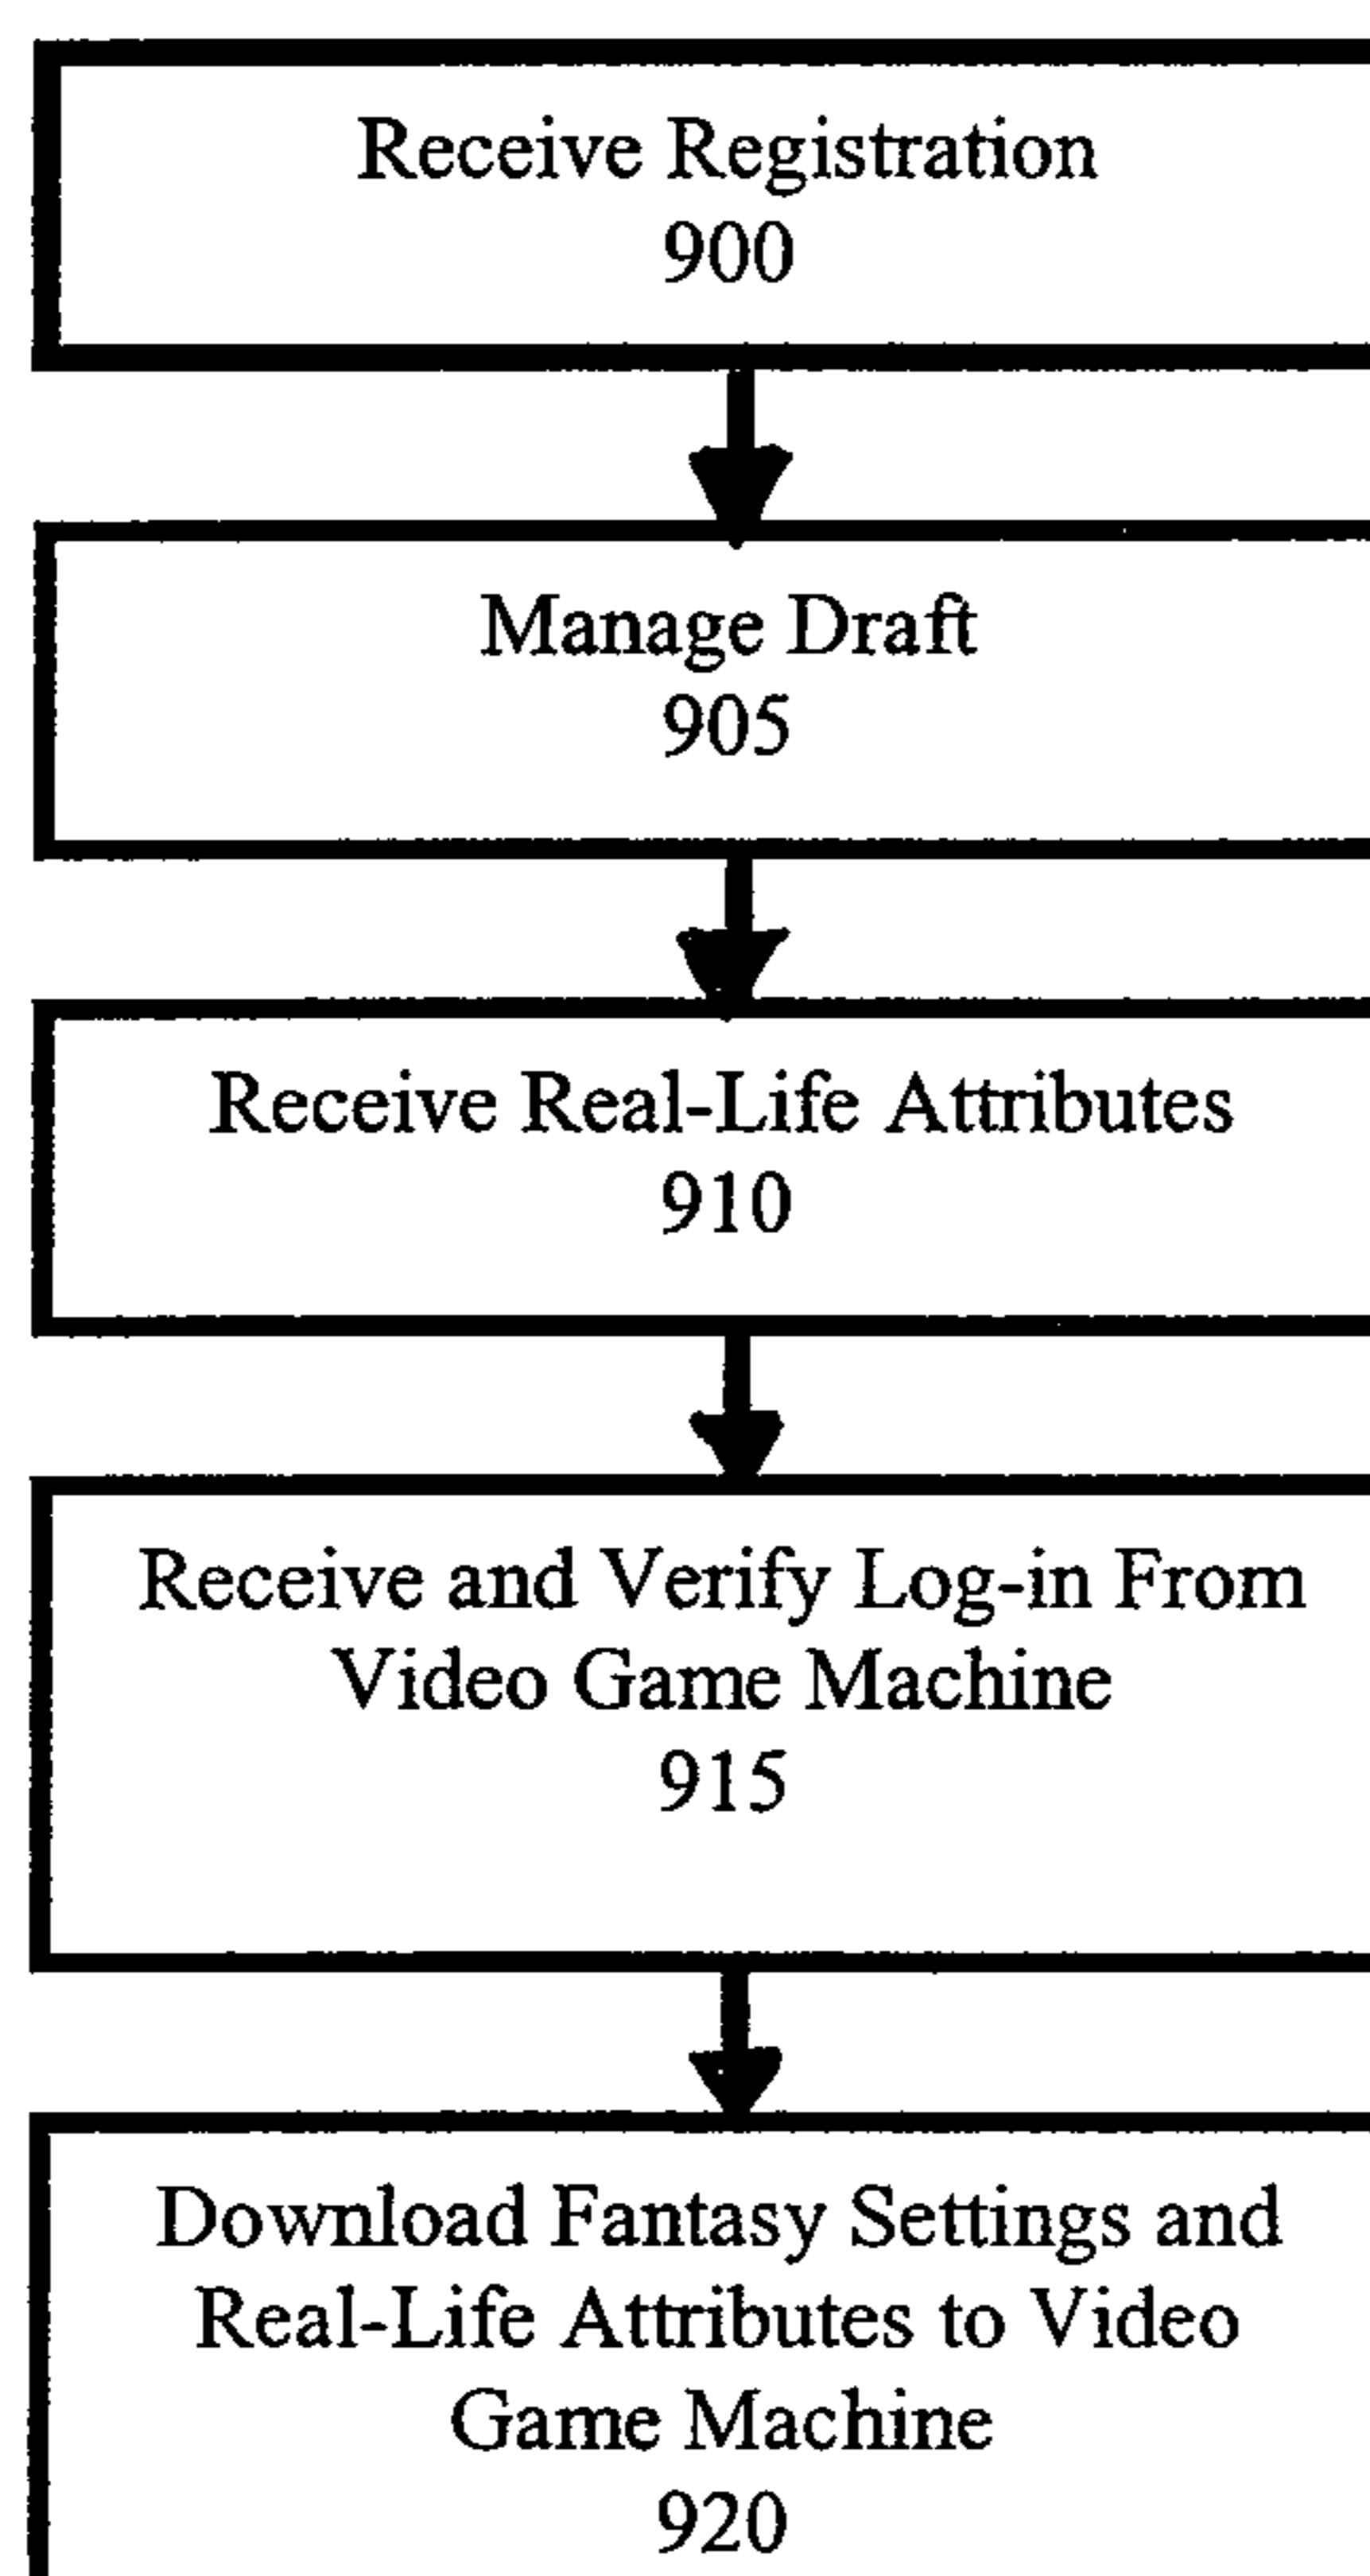 Receive Registration
900
Manage Draft
905
Receive Real-Life Attributes
910
Receive and Verify Log-in From
Video Game Machine
915
Download Fantasy Settings and
Real-Life Attributes to Video
Game Machine
920